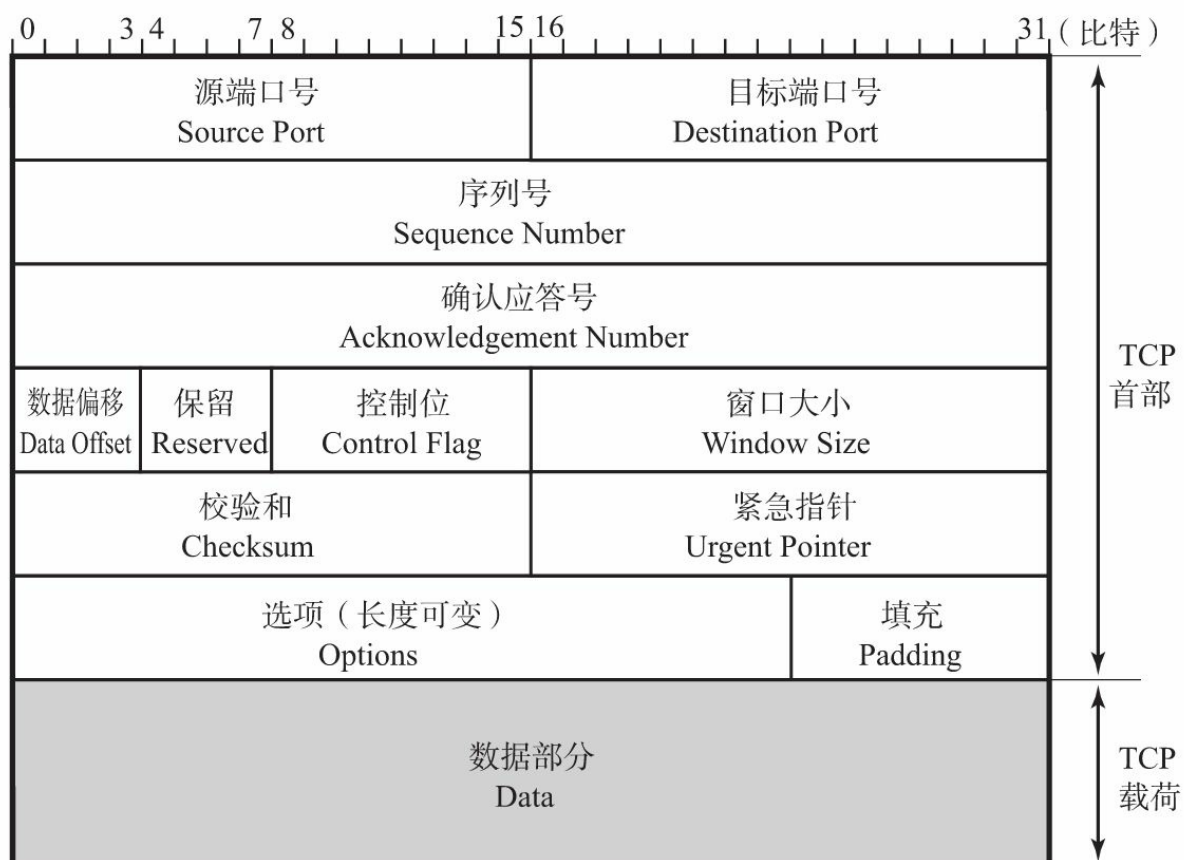 0 3 4 7 8 15 16 31（比特）
源端口号
Source Port
目标端口号
Destination Port
序列号
Sequence Number
确认应答号
Acknowledgement Number
数据偏移
Data Offset
保留
Reserved
控制位
Control Flag
窗口大小
Window Size
校验和
Checksum
紧急指针
Urgent Pointer
选项（长度可变）
Options
填充
Padding
TCP
首部
数据部分
Data
TCP
载荷